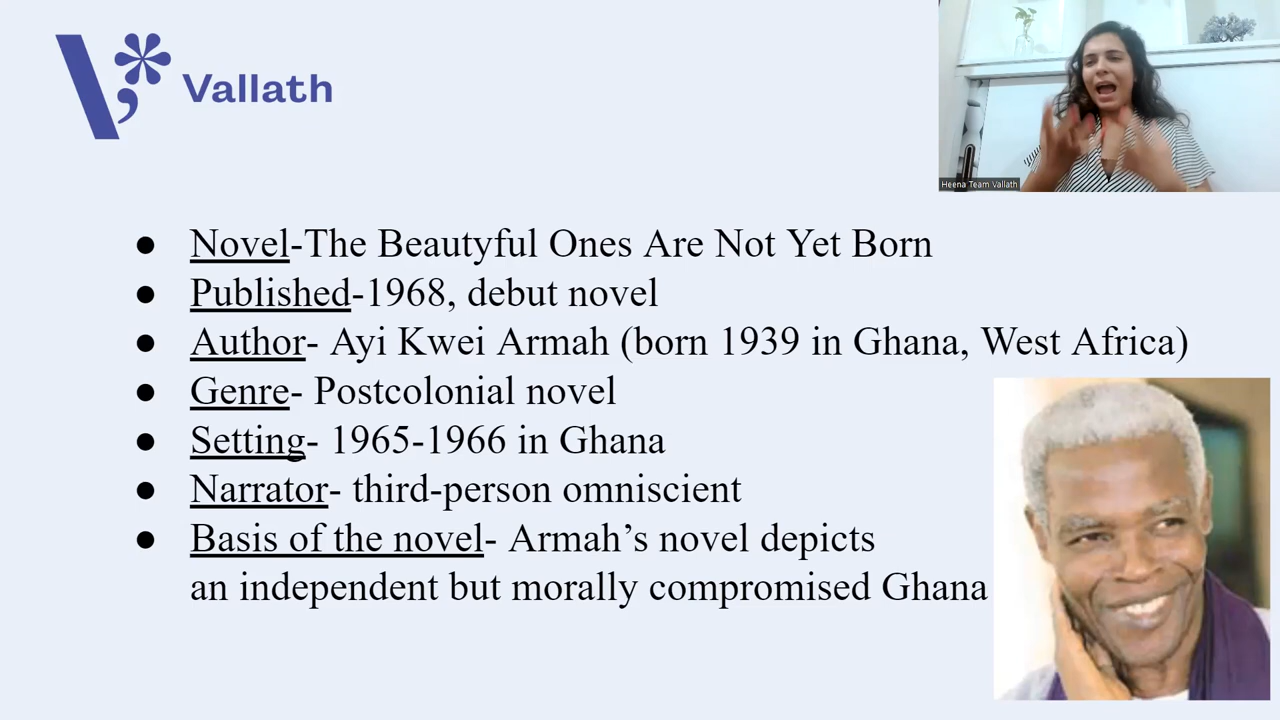 Vallath
Heena Team Vallath
● Novel-The Beautyful Ones Are Not Yet Born
● Published-1968, debut novel
● Author- Ayi Kwei Armah (born 1939 in Ghana, West Africa)
● Genre- Postcolonial novel
● Setting- 1965-1966 in Ghana
● Narrator- third-person omniscient
● Basis of the novel- Armah’s novel depicts
an independent but morally compromised Ghana